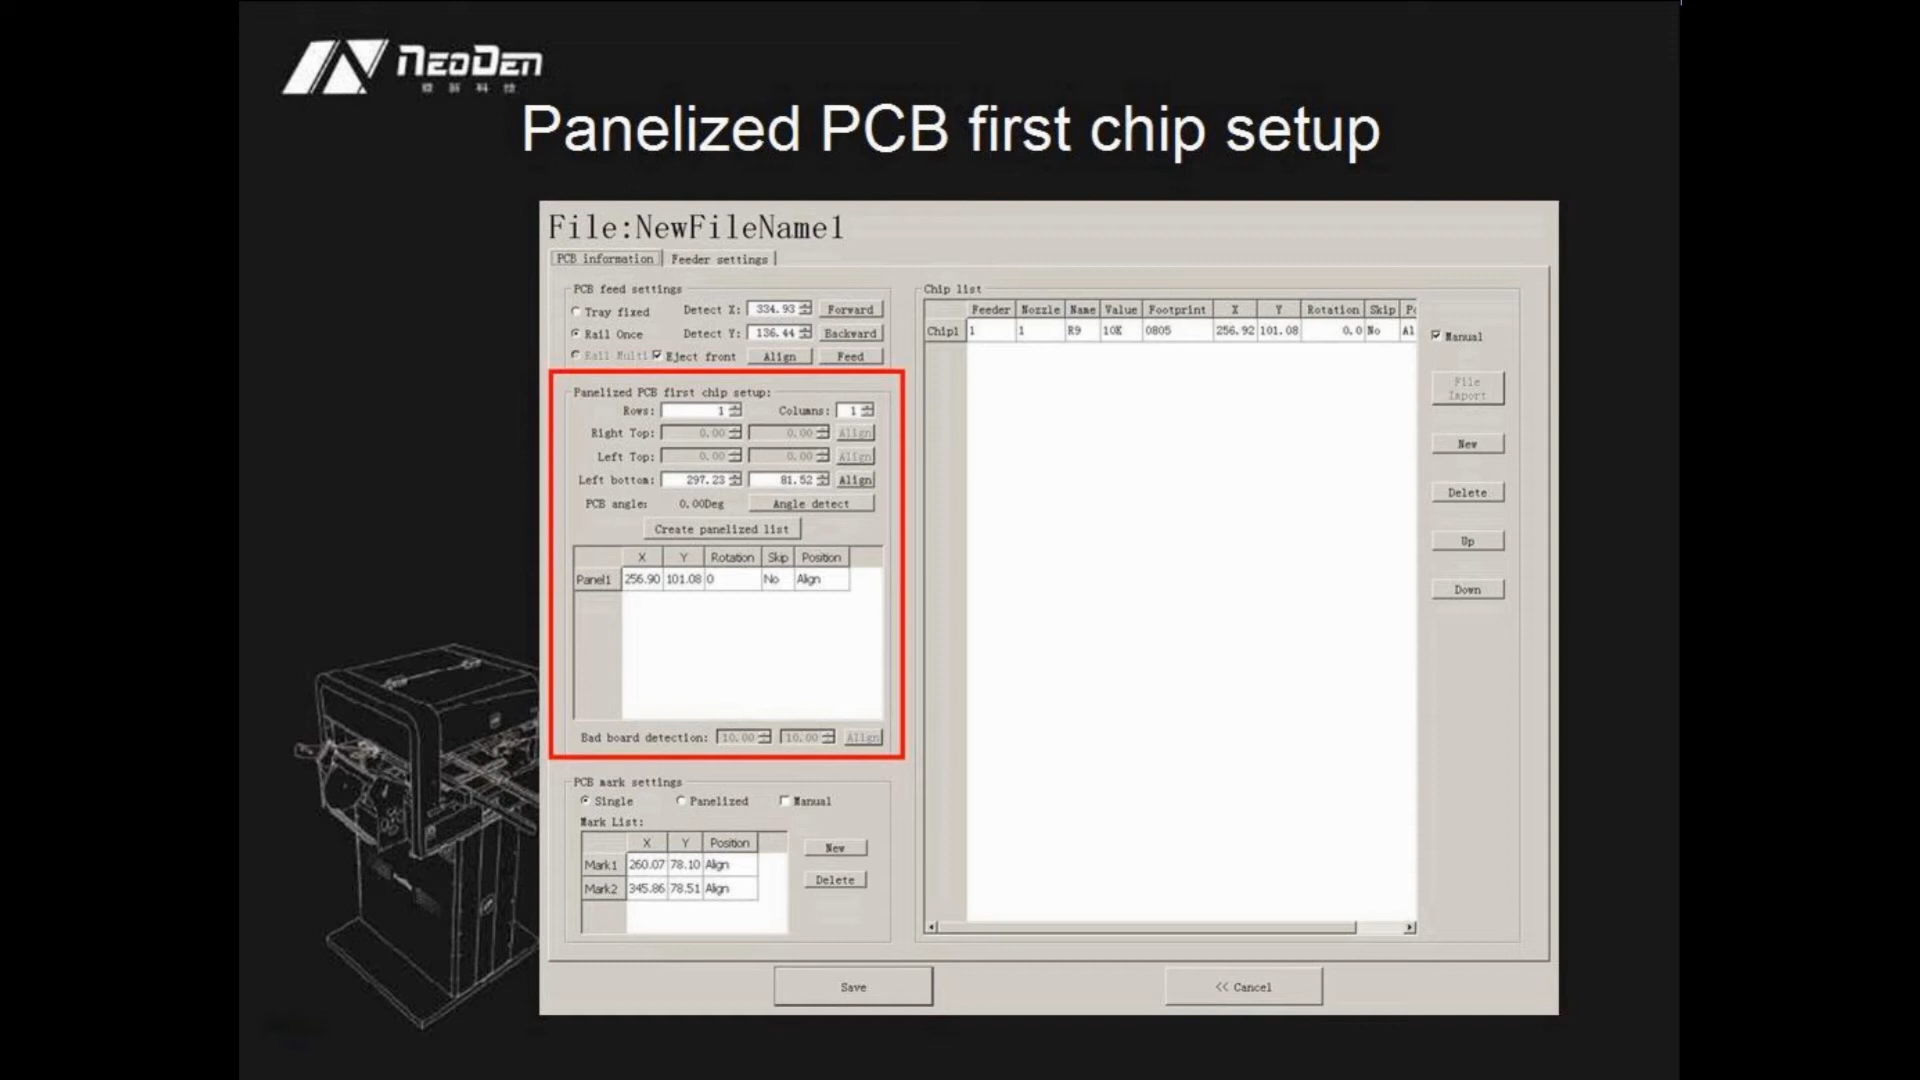 NEODEN
Panelized PCB first chip setup
File:NewFileName1
PCB information Feeder settings
PCB feed settings
Tray fixed Detect X: 334.93 Forward
Rail Once Detect Y: 136.44 Backward
Rail Multi Eject front Align Feed
Panelized PCB first chip setup:
Rows: 1 Columns: 1
Right Top: 0.00 0.00 Align
Left Top: 0.00 0.00 Align
Left bottom: 297.23 81.52 Align
PCB angle: 0.00Deg Angle detect
Create panelized list
X Y Rotation Skip Position
Panel1 256.90 101.08 0 No Align
Bad board detection: 10.00 10.00 Align
PCB mark settings
Single Panelized Manual
Mark List:
X Y Position
Mark1 260.07 78.10 Align
Mark2 345.86 78.51 Align
New
Delete
Chip list
Feeder Nozzle Name Value Footprint X Y Rotation Skip Po
Chip1 1 1 R9 10K 0805 256.92 101.08 0.0 No Al
Manual
File
Import
New
Delete
Up
Down
Save
<< Cancel